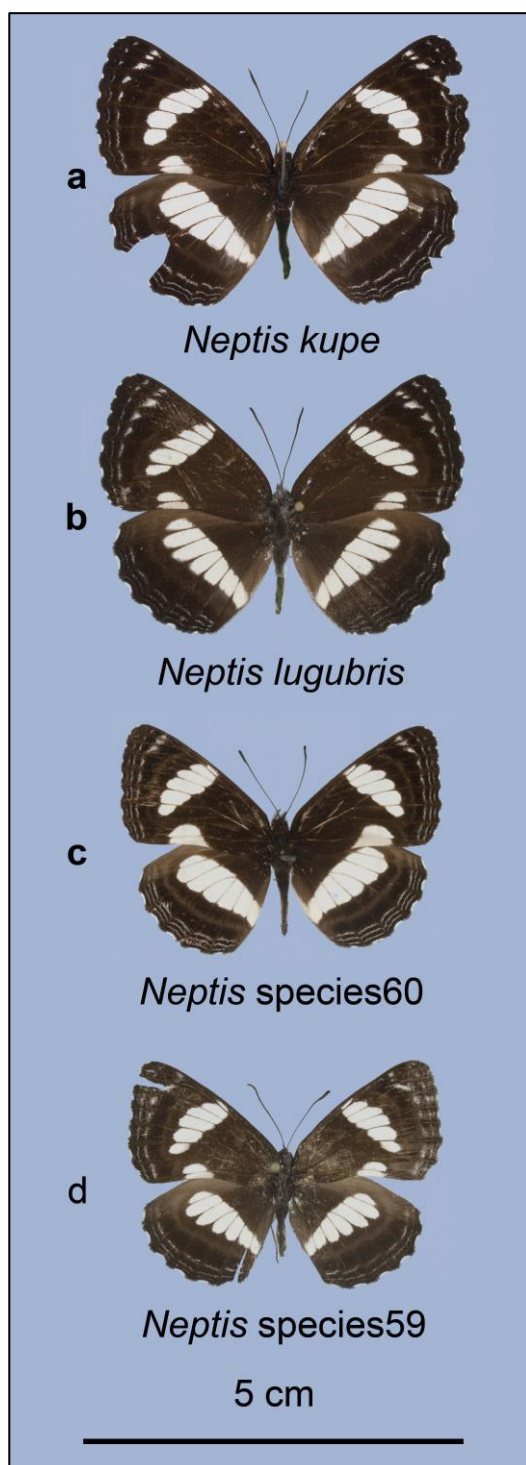 a
Neptis kupe
b
Neptis lugubris
c
Neptis species60
d
Neptis species59
5 cm